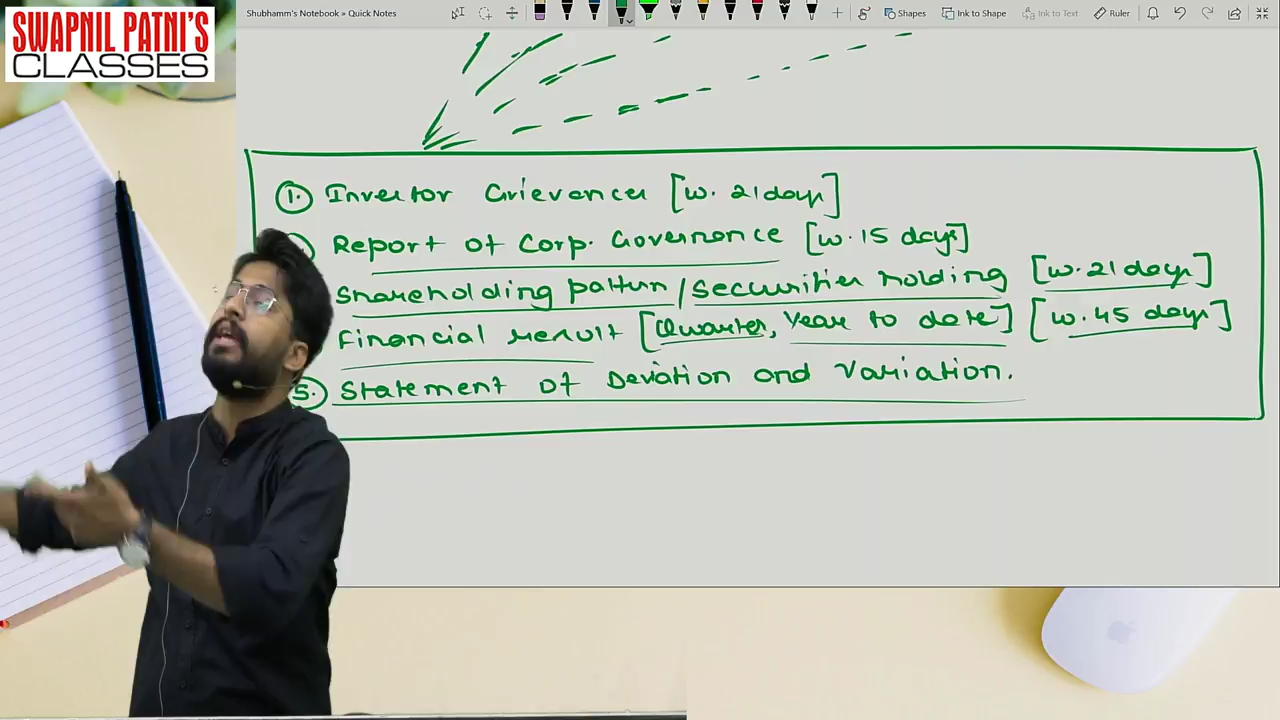 SWAPNIL PATNI'S
CLASSES
Shubhamm's Notebook » Quick Notes
Shapes
Ink to Shape
Ink to Text
Ruler
1. Investor Grievances [w. 21 days]
Report of Corp. Governance [w. 15 days]
Shareholding pattern / Securities Holding [w. 21 days]
Financial result [Quarter, Year to date] [w. 45 days]
5. Statement of Deviation and Variation.